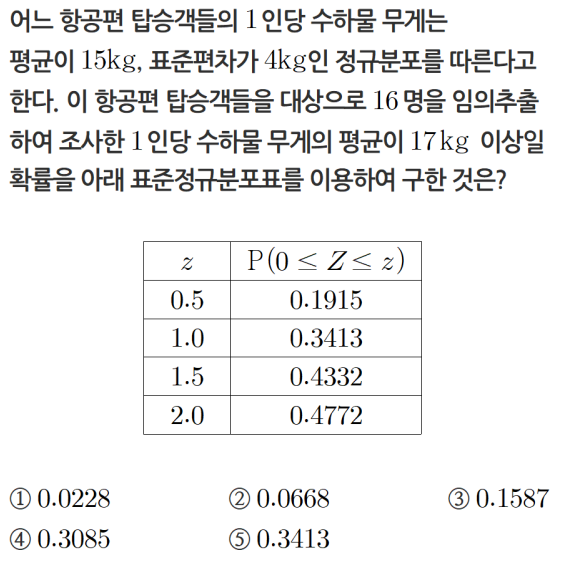 어느 항공편 탑승객들의 1인당 수하물 무게는
평균이 15kg, 표준편차가 4kg인 정규분포를 따른다고
한다. 이 항공편 탑승객들을 대상으로 16명을 임의추출
하여 조사한 1인당 수하물 무게의 평균이 17kg 이상일
확률을 아래 표준정규분포표를 이용하여 구한 것은?
z P(0 ≤ Z ≤ z)
0.5 0.1915
1.0 0.3413
1.5 0.4332
2.0 0.4772
① 0.0228 ② 0.0668 ③ 0.1587
④ 0.3085 ⑤ 0.3413